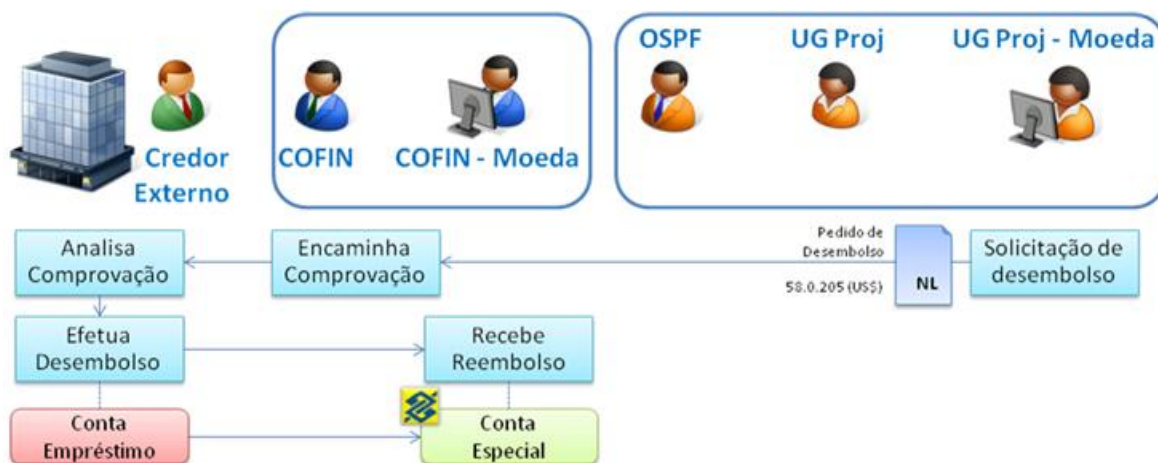 OSPF
UG Proj
UG Proj - Moeda
Credor
Externo
COFIN
COFIN - Moeda
Analisa
Comprovação
Encaminha
Comprovação
Pedido de
Desembolso
58.0.205 (US$)
NL
Solicitação de
desembolso
Efetua
Desembolso
Recebe
Reembolso
Conta
Empréstimo
Conta
Especial